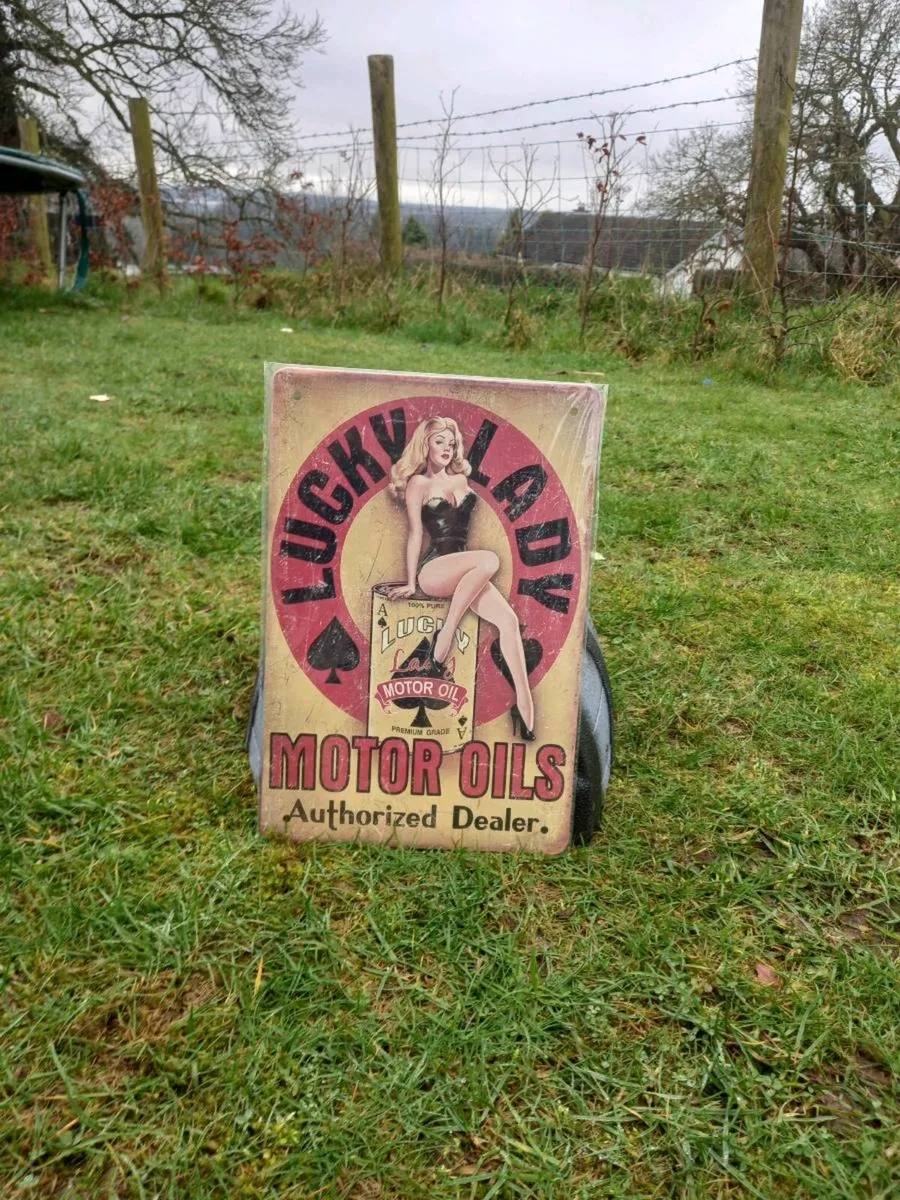 LUCKY LADY
100% PURE
A
LUCKY
Lady
MOTOR OIL
PREMIUM GRADE
A
MOTOR OILS
Authorized Dealer.